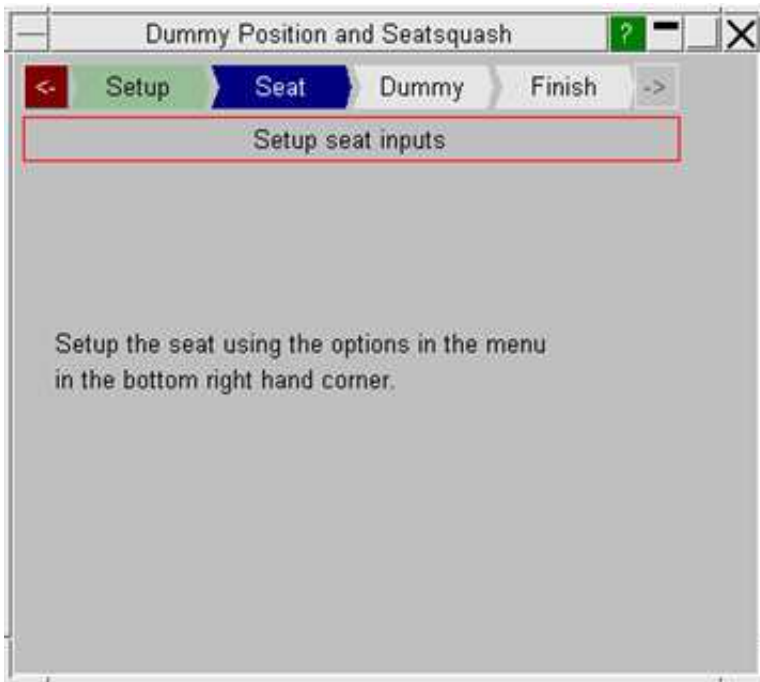 Dummy Position and Seatsquash ?
<- Setup Seat Dummy Finish ->
Setup seat inputs
Setup the seat using the options in the menu
in the bottom right hand corner.